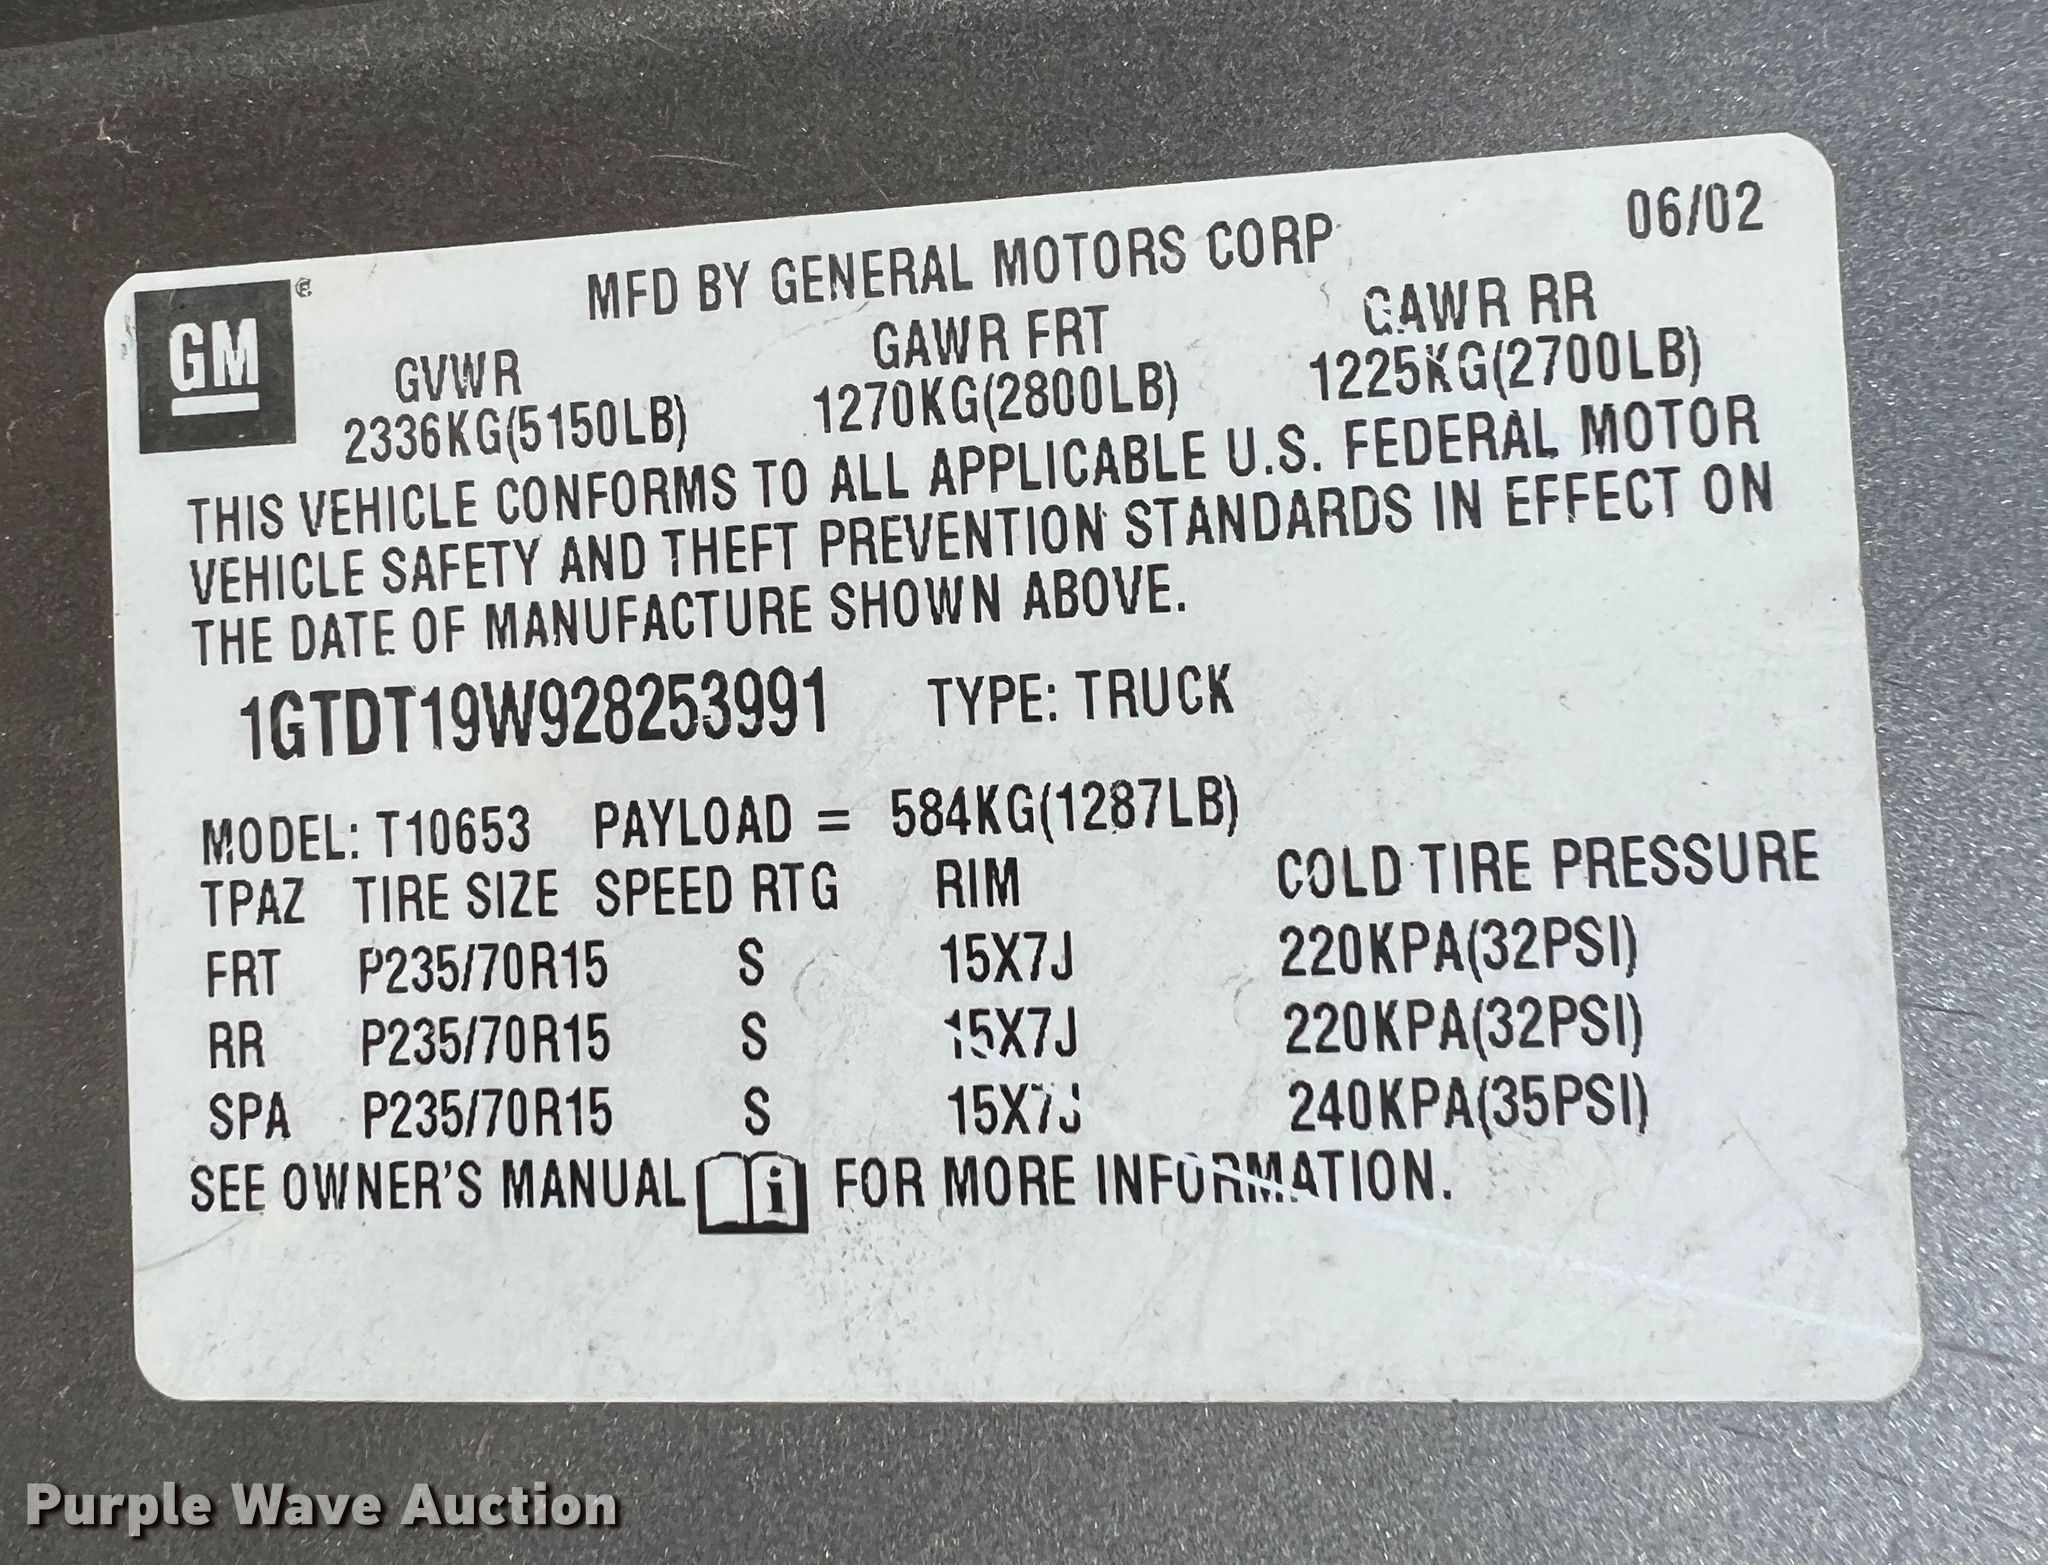 06/02
GM
MFD BY GENERAL MOTORS CORP
GVWR GAWR FRT GAWR RR
2336KG(5150LB) 1270KG(2800LB) 1225KG(2700LB)
THIS VEHICLE CONFORMS TO ALL APPLICABLE U.S. FEDERAL MOTOR
VEHICLE SAFETY AND THEFT PREVENTION STANDARDS IN EFFECT ON
THE DATE OF MANUFACTURE SHOWN ABOVE.
1GTDT19W928253991 TYPE: TRUCK
MODEL: T10653 PAYLOAD = 584KG(1287LB)
TPAZ TIRE SIZE SPEED RTG RIM COLD TIRE PRESSURE
FRT P235/70R15 S 15X7J 220KPA(32PSI)
RR P235/70R15 S 15X7J 220KPA(32PSI)
SPA P235/70R15 S 15X7J 240KPA(35PSI)
SEE OWNER'S MANUAL i FOR MORE INFORMATION.
Purple Wave Auction